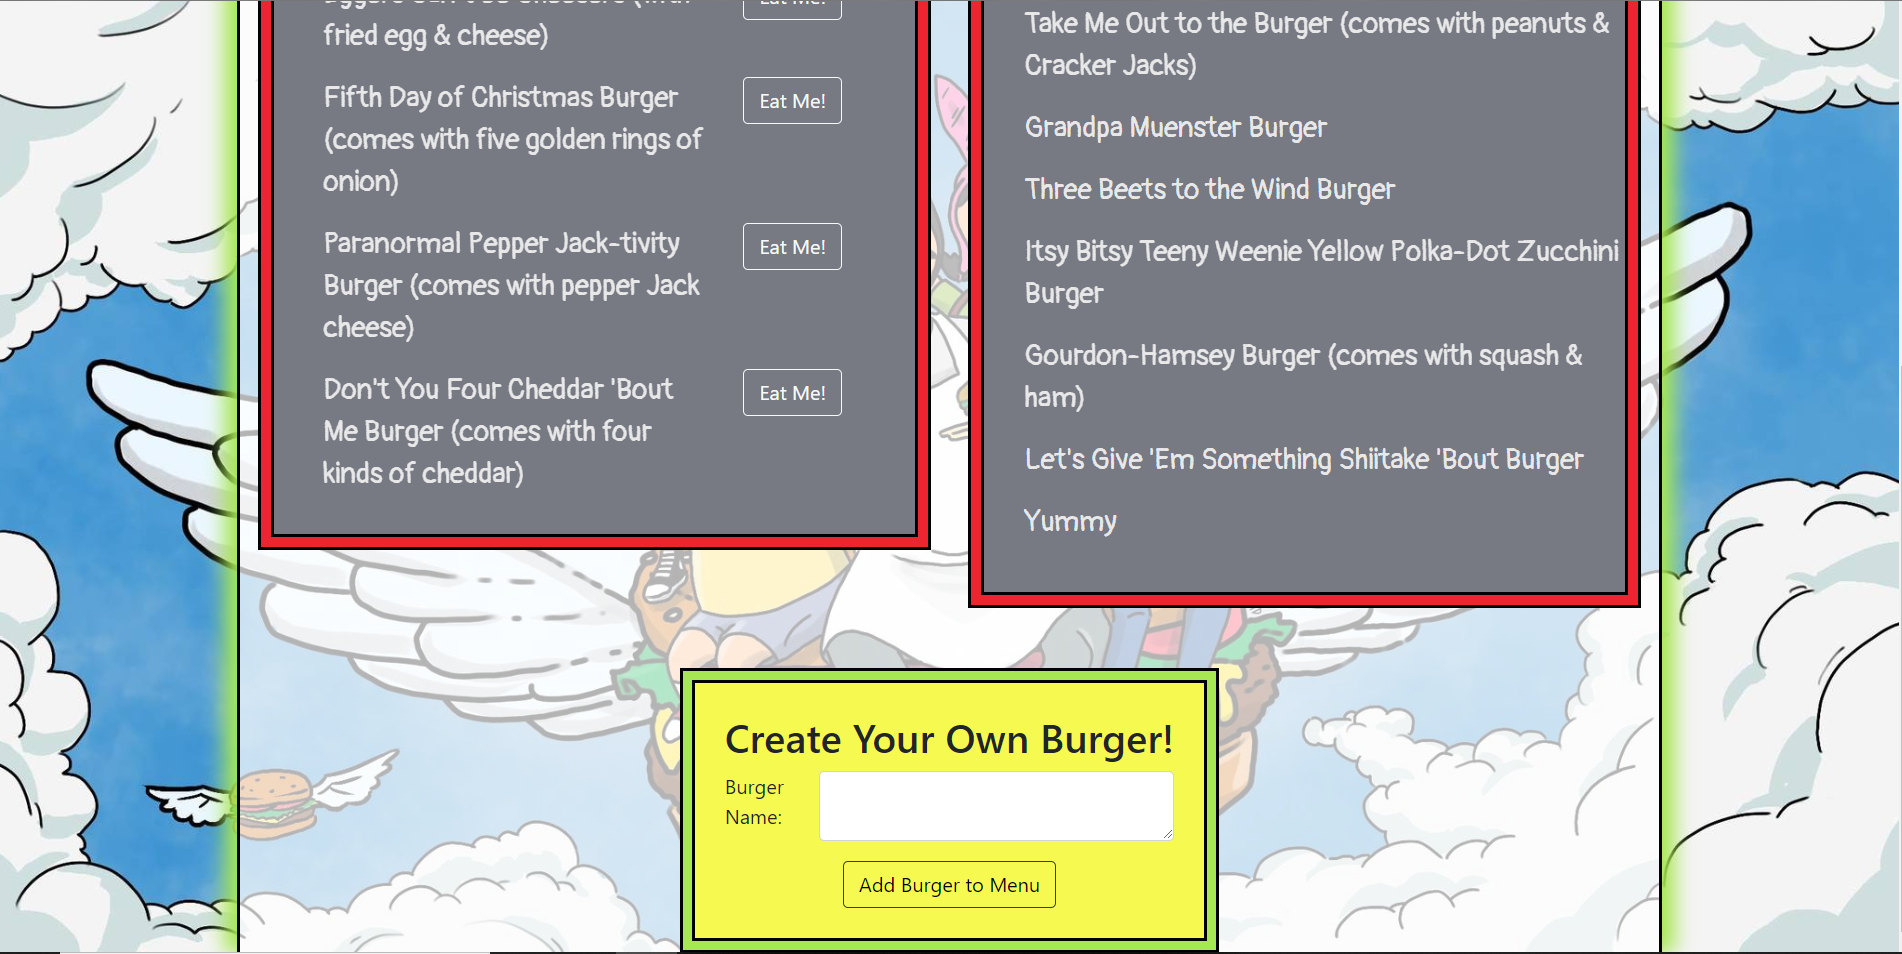 fried egg & cheese)
Eat Me!
Fifth Day of Christmas Burger
(comes with five golden rings of
onion)
Eat Me!
Paranormal Pepper Jack-tivity
Burger (comes with pepper Jack
cheese)
Eat Me!
Don't You Four Cheddar 'Bout
Me Burger (comes with four
kinds of cheddar)
Eat Me!
Take Me Out to the Burger (comes with peanuts &
Cracker Jacks)
Grandpa Muenster Burger
Three Beets to the Wind Burger
Itsy Bitsy Teeny Weenie Yellow Polka-Dot Zucchini
Burger
Gourdon-Hamsey Burger (comes with squash &
ham)
Let's Give 'Em Something Shiitake 'Bout Burger
Yummy
Create Your Own Burger!
Burger
Name:
Add Burger to Menu